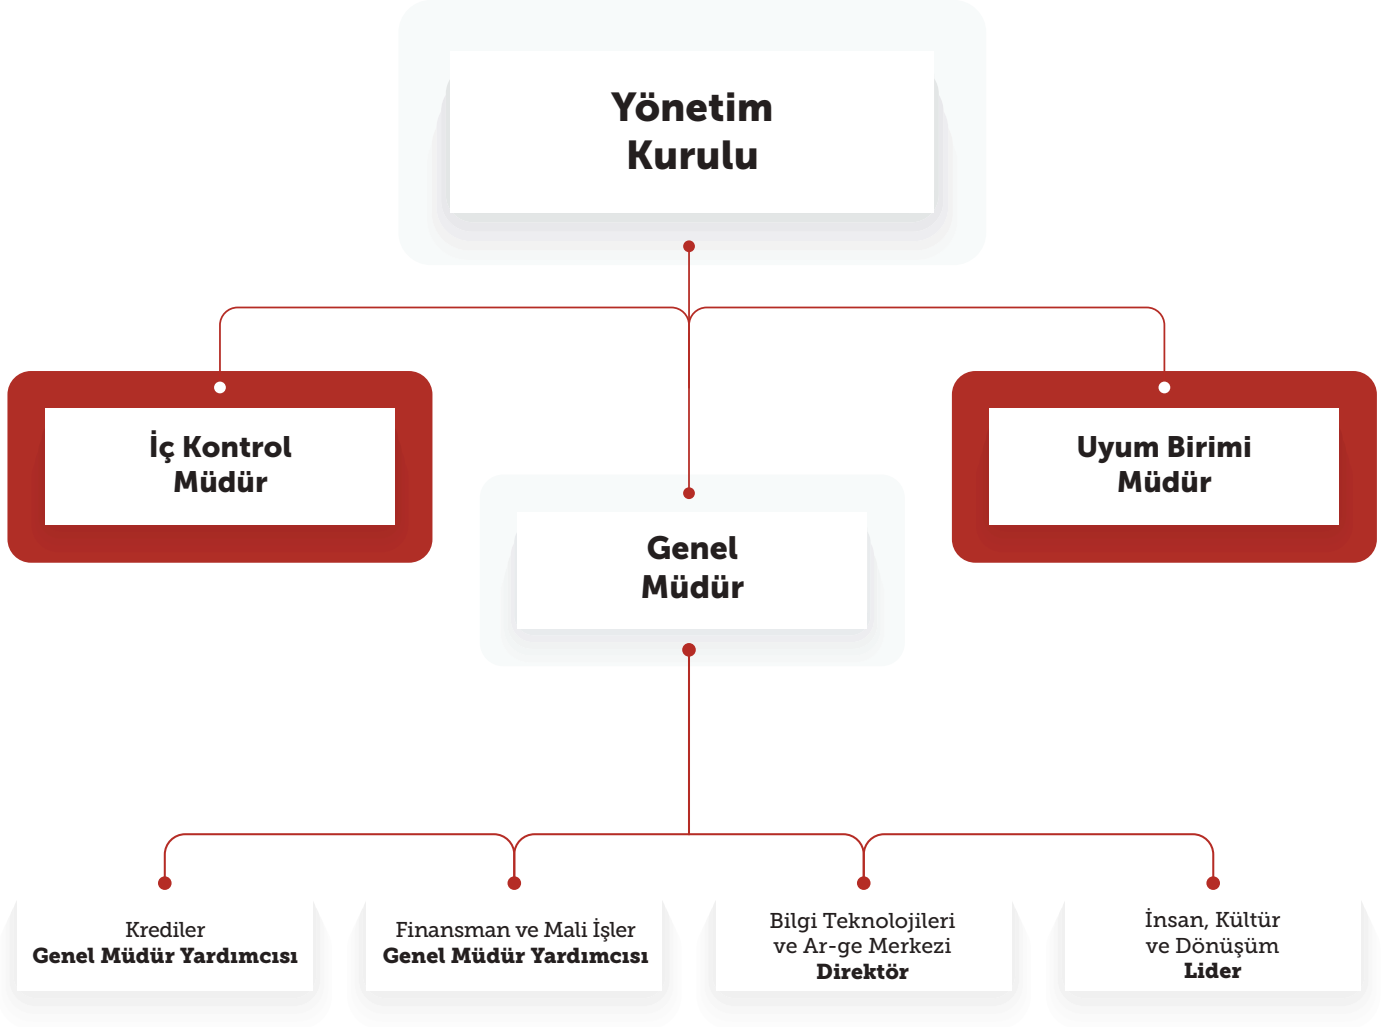 Yönetim
Kurulu
İç Kontrol
Müdür
Uyum Birimi
Müdür
Genel
Müdür
Krediler
Genel Müdür Yardımcısı
Finansman ve Mali İşler
Genel Müdür Yardımcısı
Bilgi Teknolojileri
ve Ar-ge Merkezi
Direktör
İnsan, Kültür
ve Dönüşüm
Lider